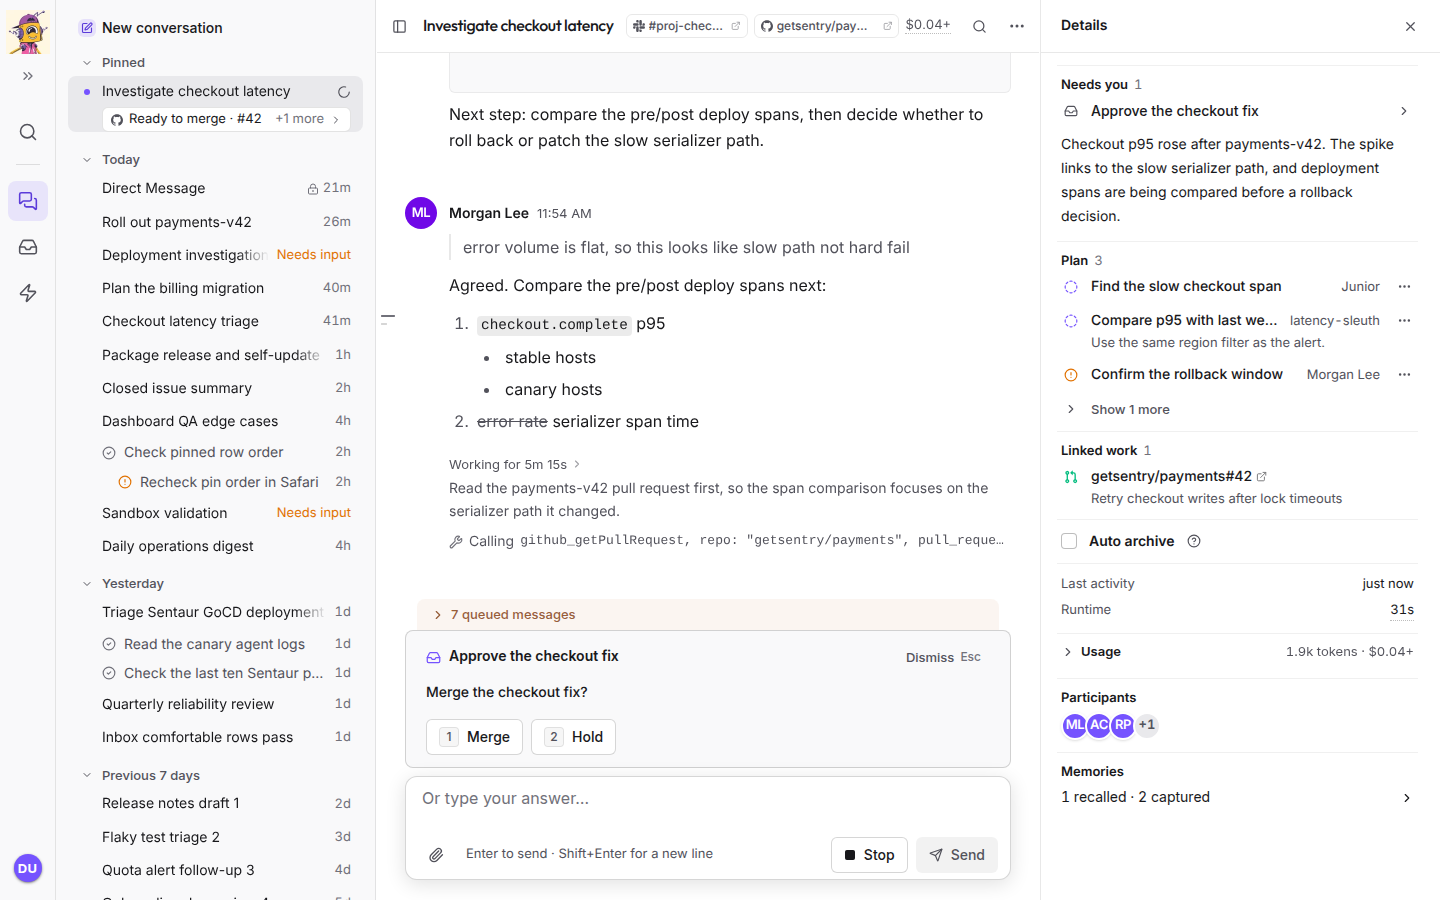 New conversation
Pinned
Investigate checkout latency
Ready to merge · #42 +1 more
Today
Direct Message 21m
Roll out payments-v42 26m
Deployment investigation Needs input
Plan the billing migration 40m
Checkout latency triage 41m
Package release and self-update 1h
Closed issue summary 2h
Dashboard QA edge cases 4h
Check pinned row order 2h
Recheck pin order in Safari 2h
Sandbox validation Needs input
Daily operations digest 4h
Yesterday
Triage Sentaur GoCD deployment 1d
Read the canary agent logs 1d
Check the last ten Sentaur p... 1d
Quarterly reliability review 1d
Inbox comfortable rows pass 1d
Previous 7 days
Release notes draft 1 2d
Flaky test triage 2 3d
Quota alert follow-up 3 4d
DU
Investigate checkout latency #proj-chec... getsentry/pay... $0.04+
Next step: compare the pre/post deploy spans, then decide whether to
roll back or patch the slow serializer path.
ML Morgan Lee 11:54 AM
error volume is flat, so this looks like slow path not hard fail
Agreed. Compare the pre/post deploy spans next:
1. checkout.complete p95
• stable hosts
• canary hosts
2. error rate serializer span time
Working for 5m 15s
Read the payments-v42 pull request first, so the span comparison focuses on the
serializer path it changed.
Calling github_getPullRequest, repo: "getsentry/payments", pull_reque…
7 queued messages
Approve the checkout fix Dismiss Esc
Merge the checkout fix?
1 Merge 2 Hold
Or type your answer...
Enter to send · Shift+Enter for a new line Stop Send
Details
Needs you 1
Approve the checkout fix
Checkout p95 rose after payments-v42. The spike
links to the slow serializer path, and deployment
spans are being compared before a rollback
decision.
Plan 3
Find the slow checkout span Junior
Compare p95 with last we... latency-sleuth
Use the same region filter as the alert.
Confirm the rollback window Morgan Lee
Show 1 more
Linked work 1
getsentry/payments#42
Retry checkout writes after lock timeouts
Auto archive
Last activity just now
Runtime 31s
Usage 1.9k tokens · $0.04+
Participants
ML AC RP +1
Memories
1 recalled · 2 captured